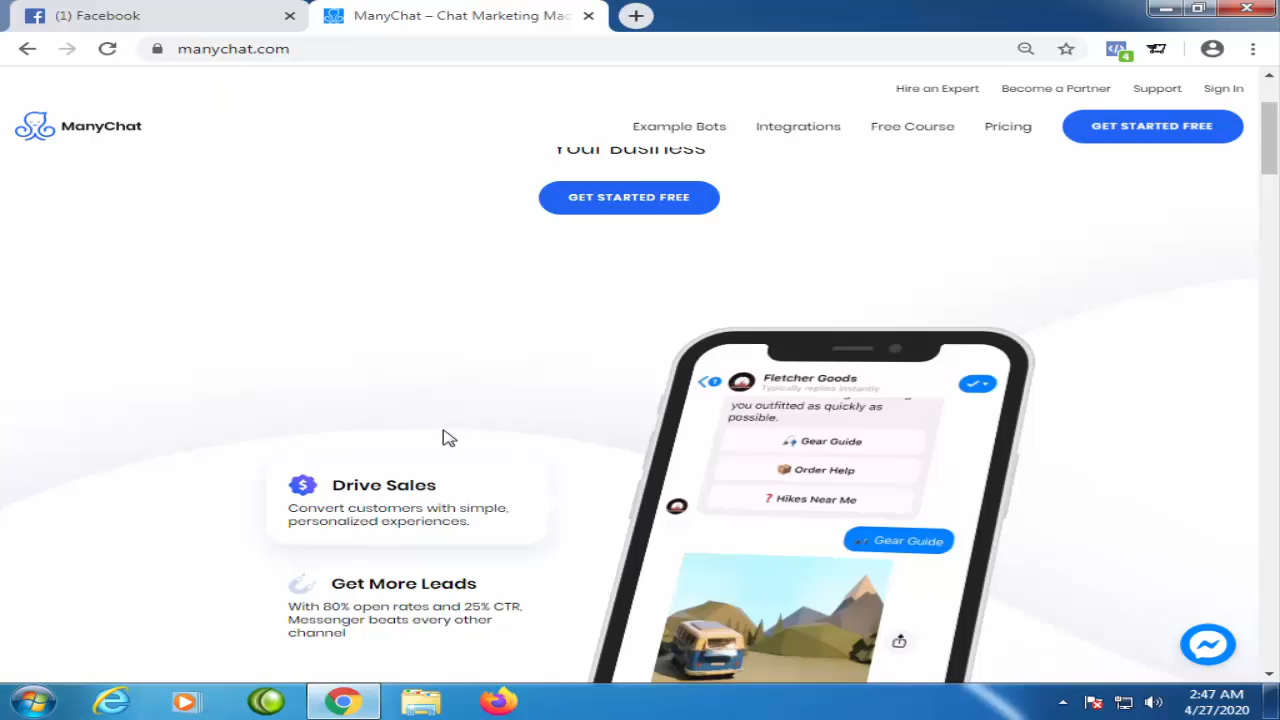 (1) Facebook
ManyChat – Chat Marketing Mad
manychat.com
4
Hire an Expert Become a Partner Support Sign In
ManyChat
Example Bots Integrations Free Course Pricing GET STARTED FREE
Your Business
GET STARTED FREE
Fletcher Goods
Typically replies instantly
you outfitted as quickly as
possible.
Gear Guide
Order Help
Hikes Near Me
Gear Guide
Drive Sales
Convert customers with simple,
personalized experiences.
Get More Leads
With 80% open rates and 25% CTR,
Messenger beats every other
channel
2:47 AM
4/27/2020